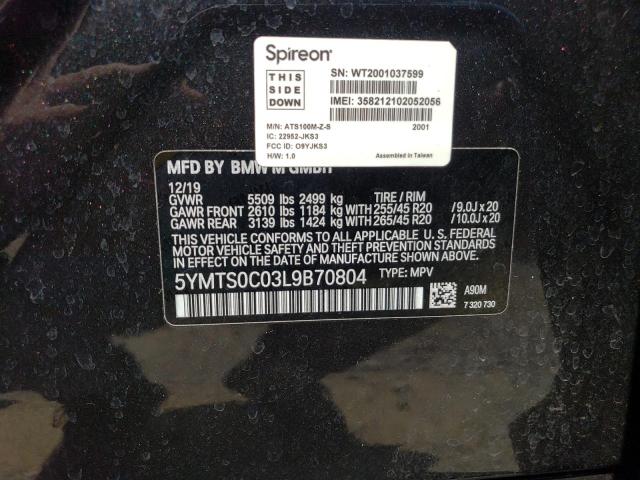 Spireon
THIS
SIDE
DOWN
SN: WT2001037599
IMEI: 358212102052056
M/N: ATS100M-Z-S
2001
IC: 22952-JKS3
FCC ID: O9YJKS3
H/W: 1.0
Assembled in Taiwan
MFD BY BMW M GMBH
12/19
GVWR 5509 lbs 2499 kg TIRE / RIM
GAWR FRONT 2610 lbs 1184 kg WITH 255/45 R20 /9.0J x 20
GAWR REAR 3139 lbs 1424 kg WITH 265/45 R20 /10.0J x 20
THIS VEHICLE CONFORMS TO ALL APPLICABLE U. S. FEDERAL
MOTOR VEHICLE SAFETY AND THEFT PREVENTION STANDARDS
IN EFFECT ON THE DATE OF MANUFACTURE SHOWN ABOVE.
5YMTS0C03L9B70804 TYPE: MPV
A90M
7 320 730